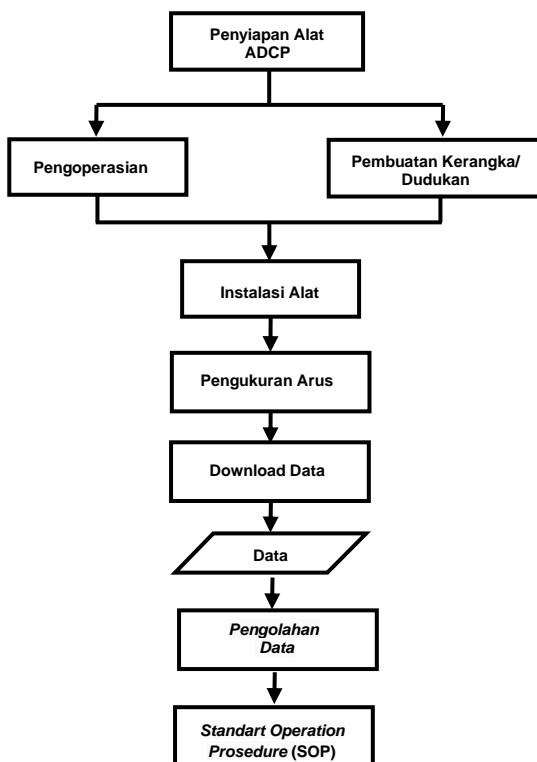 Penyiapan Alat
ADCP
Pengoperasian
Pembuatan Kerangka/
Dudukan
Instalasi Alat
Pengukuran Arus
Download Data
Data
Pengolahan
Data
Standart Operation
Prosedure (SOP)